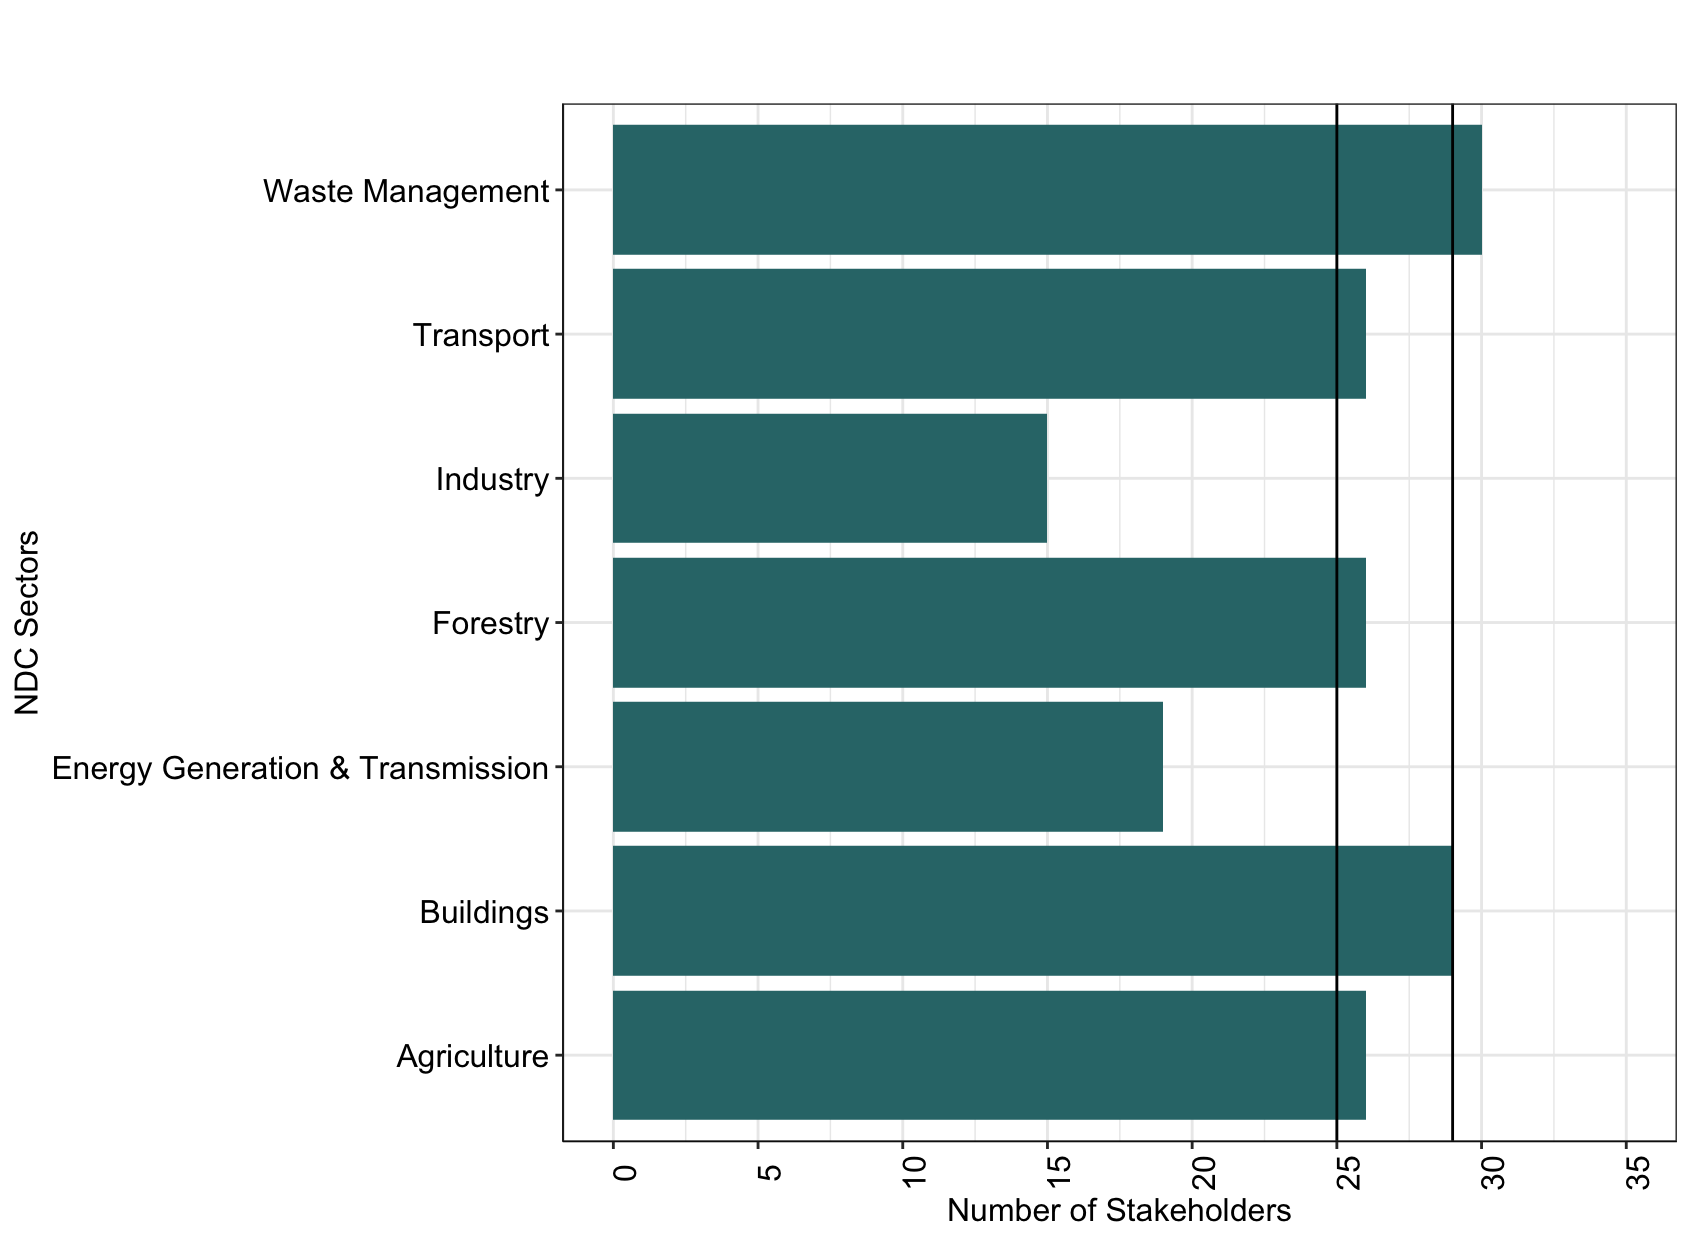 Waste Management
Transport
Industry
Forestry
Energy Generation & Transmission
Buildings
Agriculture
NDC Sectors
0
5
10
15
20
25
30
35
Number of Stakeholders